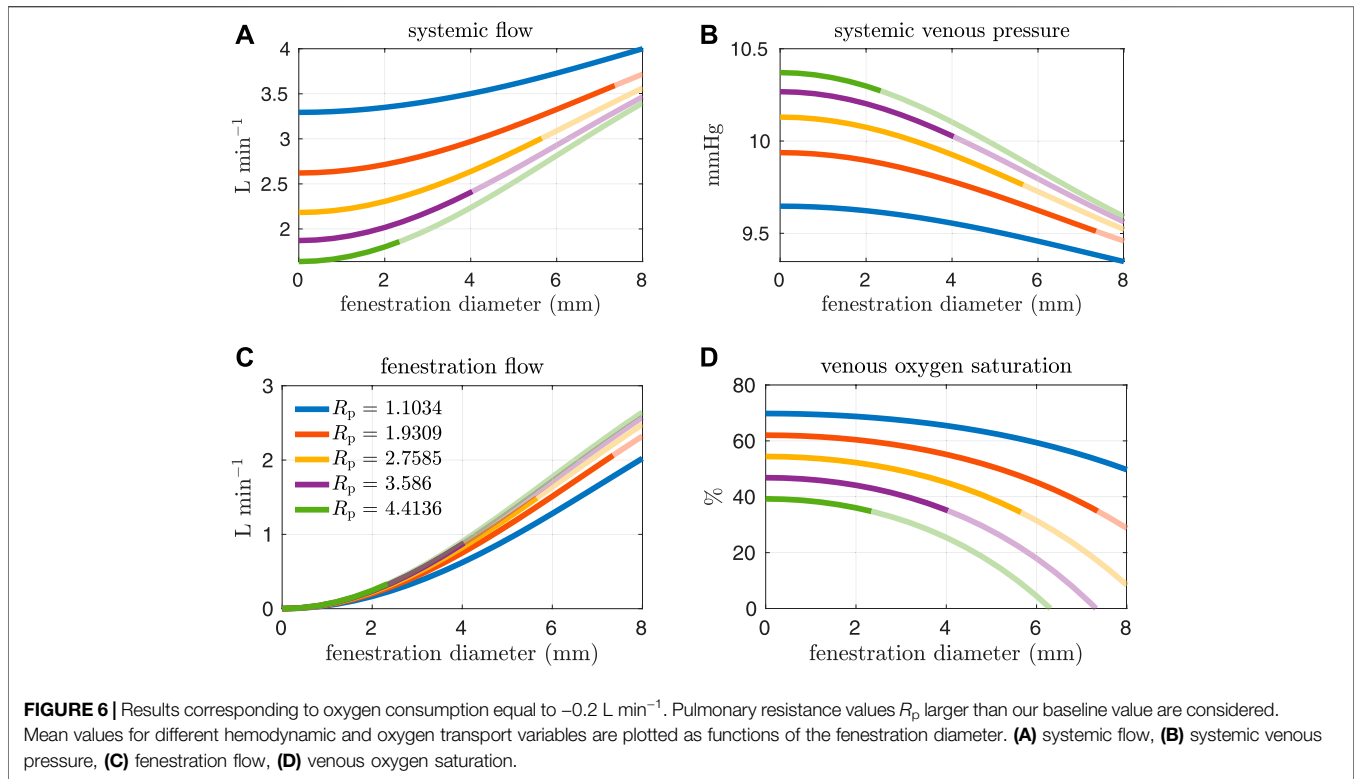 A
systemic flow
4
3.5
3
2.5
2
L min⁻¹
0 2 4 6 8
fenestration diameter (mm)
B
systemic venous pressure
10.5
10
9.5
mmHg
0 2 4 6 8
fenestration diameter (mm)
C
fenestration flow
3
2
1
0
L min⁻¹
Rp = 1.1034
Rp = 1.9309
Rp = 2.7585
Rp = 3.586
Rp = 4.4136
0 2 4 6 8
fenestration diameter (mm)
D
venous oxygen saturation
80
60
40
20
0
%
0 2 4 6 8
fenestration diameter (mm)
FIGURE 6 | Results corresponding to oxygen consumption equal to −0.2 L min⁻¹. Pulmonary resistance values Rp larger than our baseline value are considered.
Mean values for different hemodynamic and oxygen transport variables are plotted as functions of the fenestration diameter. (A) systemic flow, (B) systemic venous
pressure, (C) fenestration flow, (D) venous oxygen saturation.